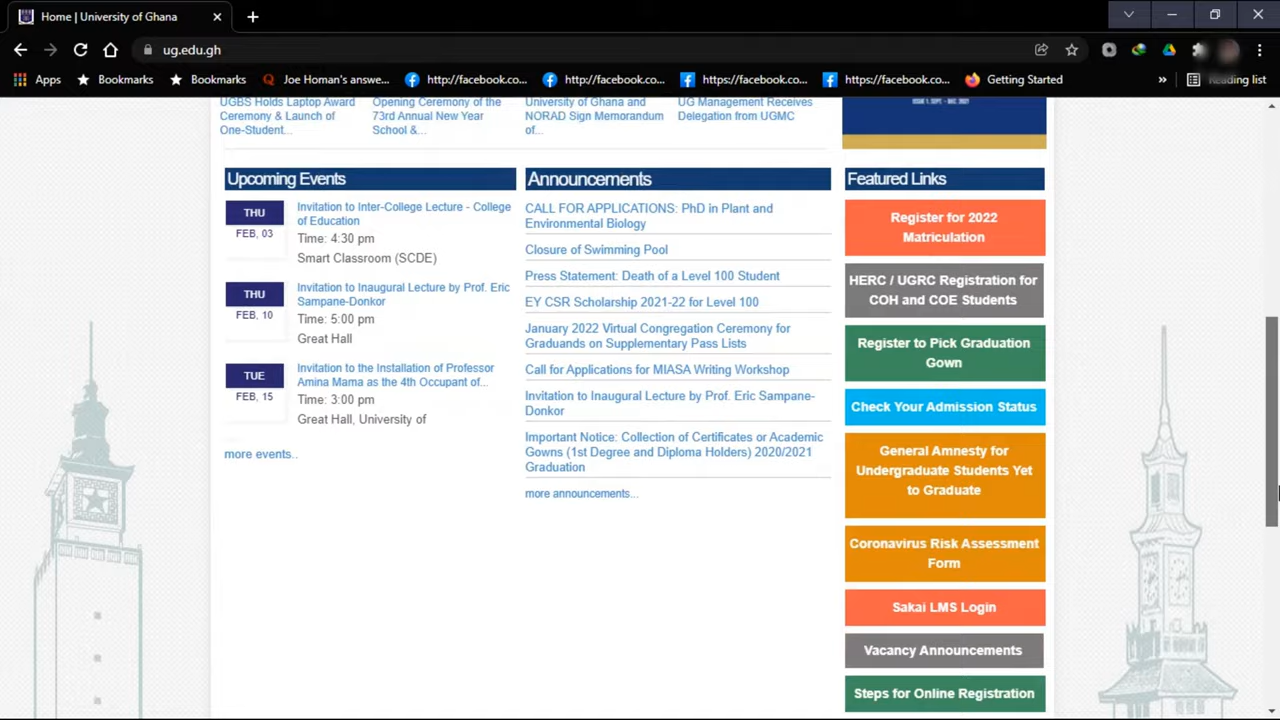 Home | University of Ghana
ug.edu.gh
Apps
Bookmarks
Bookmarks
Joe Homan's answe...
http://facebook.co...
http://facebook.co...
https://facebook.co...
https://facebook.co...
Getting Started
»
Reading list
UGBS Holds Laptop Award
Ceremony & Launch of
One-Student...
Opening Ceremony of the
73rd Annual New Year
School &...
University of Ghana and
NORAD Sign Memorandum
of...
UG Management Receives
Delegation from UGMC
Upcoming Events
THU
FEB, 03
Invitation to Inter-College Lecture - College
of Education
Time: 4:30 pm
Smart Classroom (SCDE)
THU
FEB, 10
Invitation to Inaugural Lecture by Prof. Eric
Sampane-Donkor
Time: 5:00 pm
Great Hall
TUE
FEB, 15
Invitation to the Installation of Professor
Amina Mama as the 4th Occupant of...
Time: 3:00 pm
Great Hall, University of
more events..
Announcements
CALL FOR APPLICATIONS: PhD in Plant and
Environmental Biology
Closure of Swimming Pool
Press Statement: Death of a Level 100 Student
EY CSR Scholarship 2021-22 for Level 100
January 2022 Virtual Congregation Ceremony for
Graduands on Supplementary Pass Lists
Call for Applications for MIASA Writing Workshop
Invitation to Inaugural Lecture by Prof. Eric Sampane-
Donkor
Important Notice: Collection of Certificates or Academic
Gowns (1st Degree and Diploma Holders) 2020/2021
Graduation
more announcements...
Featured Links
Register for 2022
Matriculation
HERC / UGRC Registration for
COH and COE Students
Register to Pick Graduation
Gown
Check Your Admission Status
General Amnesty for
Undergraduate Students Yet
to Graduate
Coronavirus Risk Assessment
Form
Sakai LMS Login
Vacancy Announcements
Steps for Online Registration